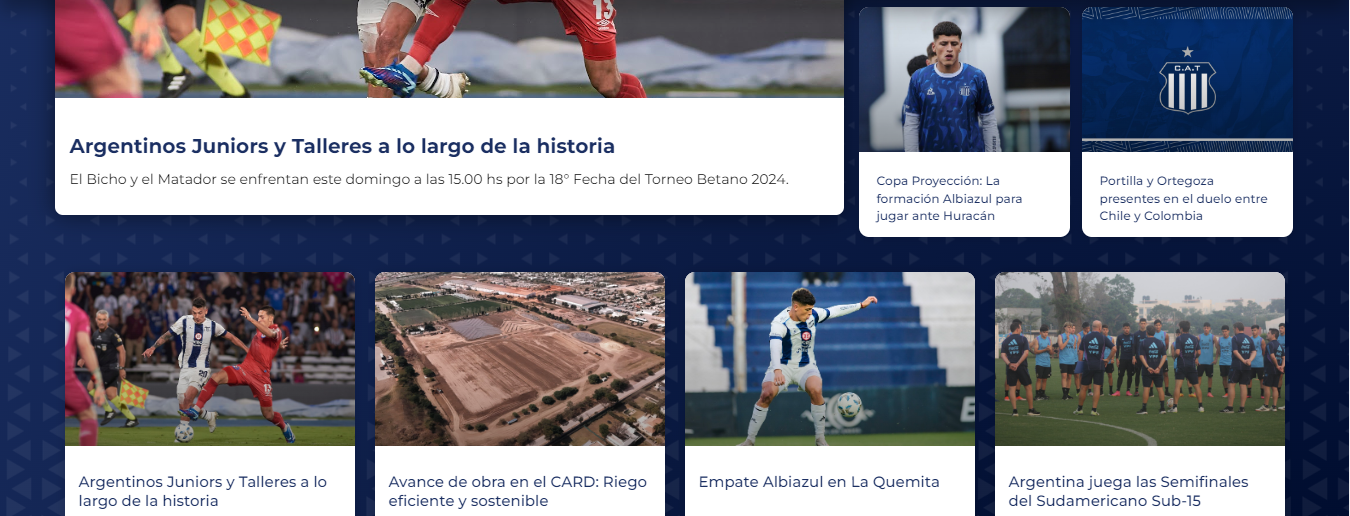 13
Argentinos Juniors y Talleres a lo largo de la historia
El Bicho y el Matador se enfrentan este domingo a las 15.00 hs por la 18° Fecha del Torneo Betano 2024.
Copa Proyección: La
formación Albiazul para
jugar ante Huracán
C.A.T
Portilla y Ortegoza
presentes en el duelo entre
Chile y Colombia
Argentinos Juniors y Talleres a lo
largo de la historia
Avance de obra en el CARD: Riego
eficiente y sostenible
Empate Albiazul en La Quemita
Argentina juega las Semifinales
del Sudamericano Sub-15